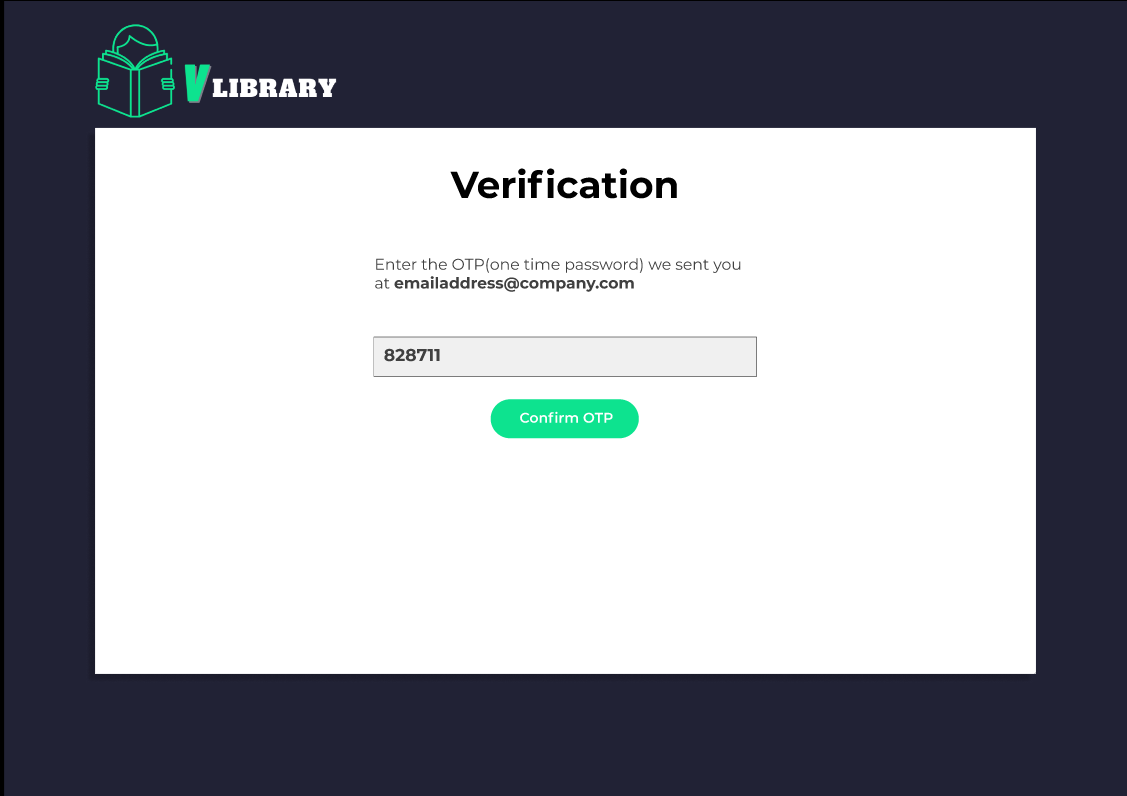 V LIBRARY
Verification
Enter the OTP(one time password) we sent you
at emailaddress@company.com
828711
Confirm OTP